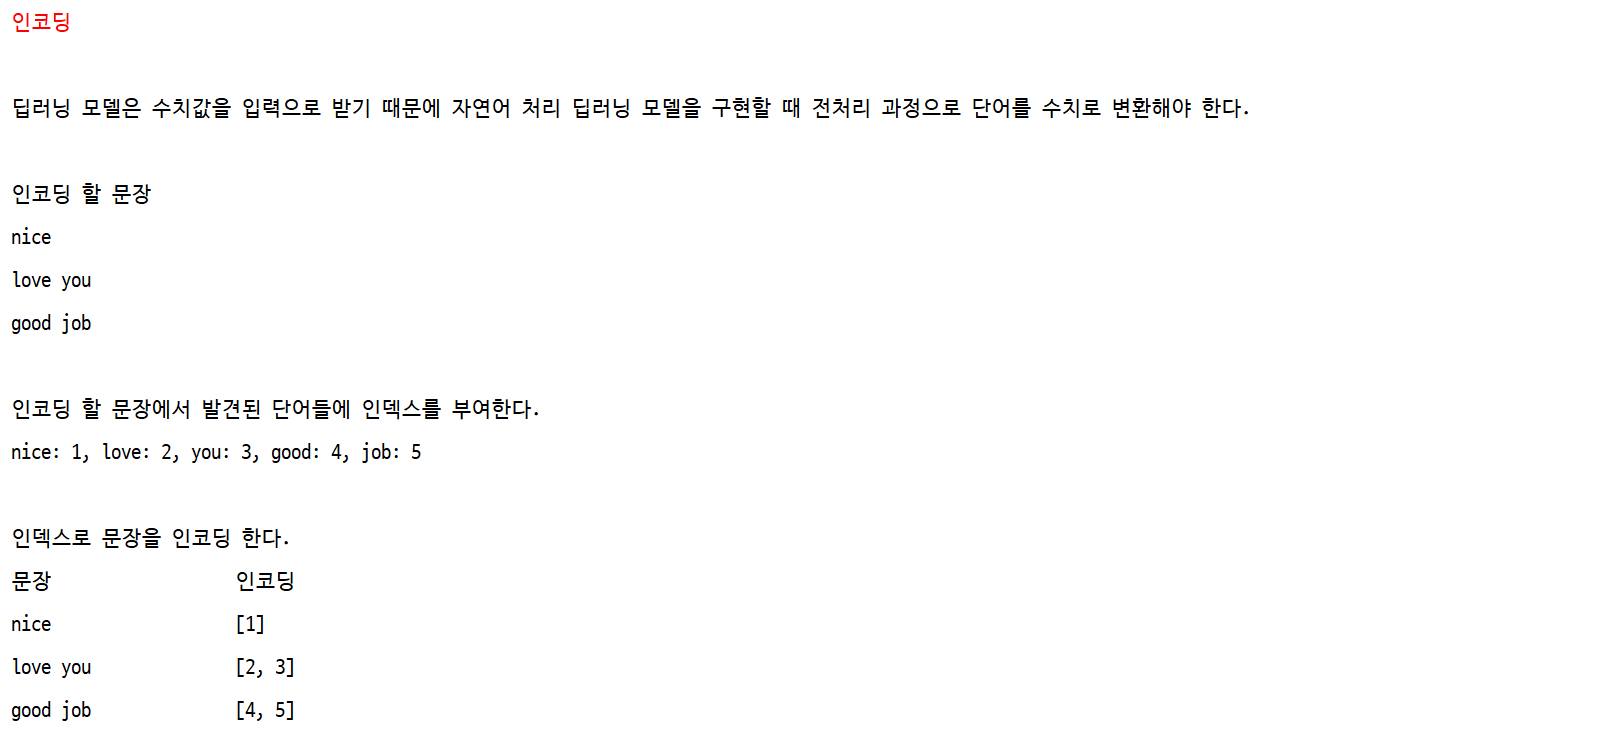 인코딩
딥러닝 모델은 수치값을 입력으로 받기 때문에 자연어 처리 딥러닝 모델을 구현할 때 전처리 과정으로 단어를 수치로 변환해야 한다.
인코딩 할 문장
nice
love you
good job
인코딩 할 문장에서 발견된 단어들에 인덱스를 부여한다.
nice: 1, love: 2, you: 3, good: 4, job: 5
인덱스로 문장을 인코딩 한다.
문장 인코딩
nice [1]
love you [2, 3]
good job [4, 5]